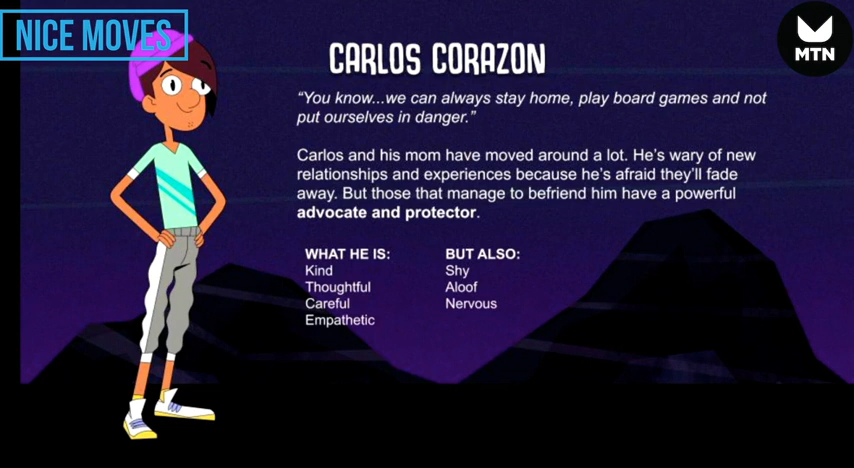 NICE MOVES
MTN
CARLOS CORAZON
“You know...we can always stay home, play board games and not
put ourselves in danger.”
Carlos and his mom have moved around a lot. He’s wary of new
relationships and experiences because he’s afraid they’ll fade
away. But those that manage to befriend him have a powerful
advocate and protector.
WHAT HE IS:
Kind
Thoughtful
Careful
Empathetic
BUT ALSO:
Shy
Aloof
Nervous